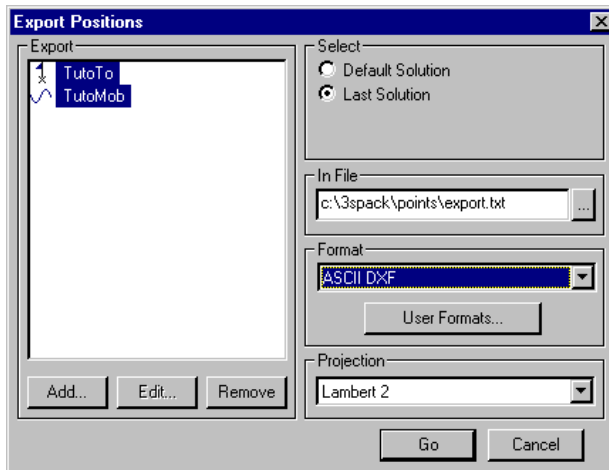 Export Positions
Export
TutoTo
TutoMob
Add...
Edit...
Remove
Select
Default Solution
Last Solution
In File
c:\3spack\points\export.txt
...
Format
ASCII DXF
User Formats...
Projection
Lambert 2
Go
Cancel